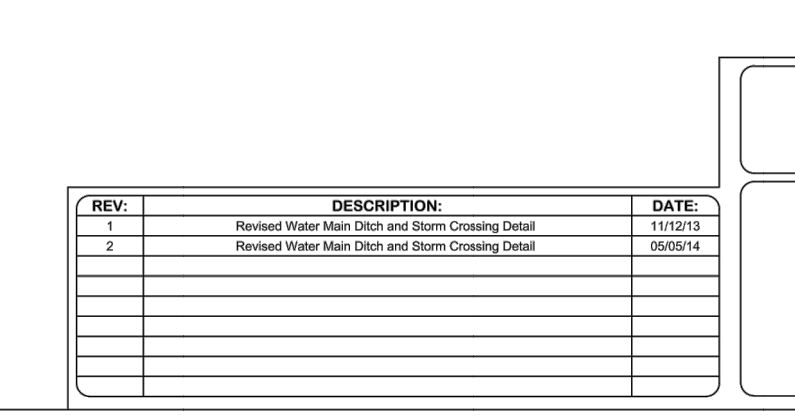 REV: DESCRIPTION: DATE:
1 Revised Water Main Ditch and Storm Crossing Detail 11/12/13
2 Revised Water Main Ditch and Storm Crossing Detail 05/05/14